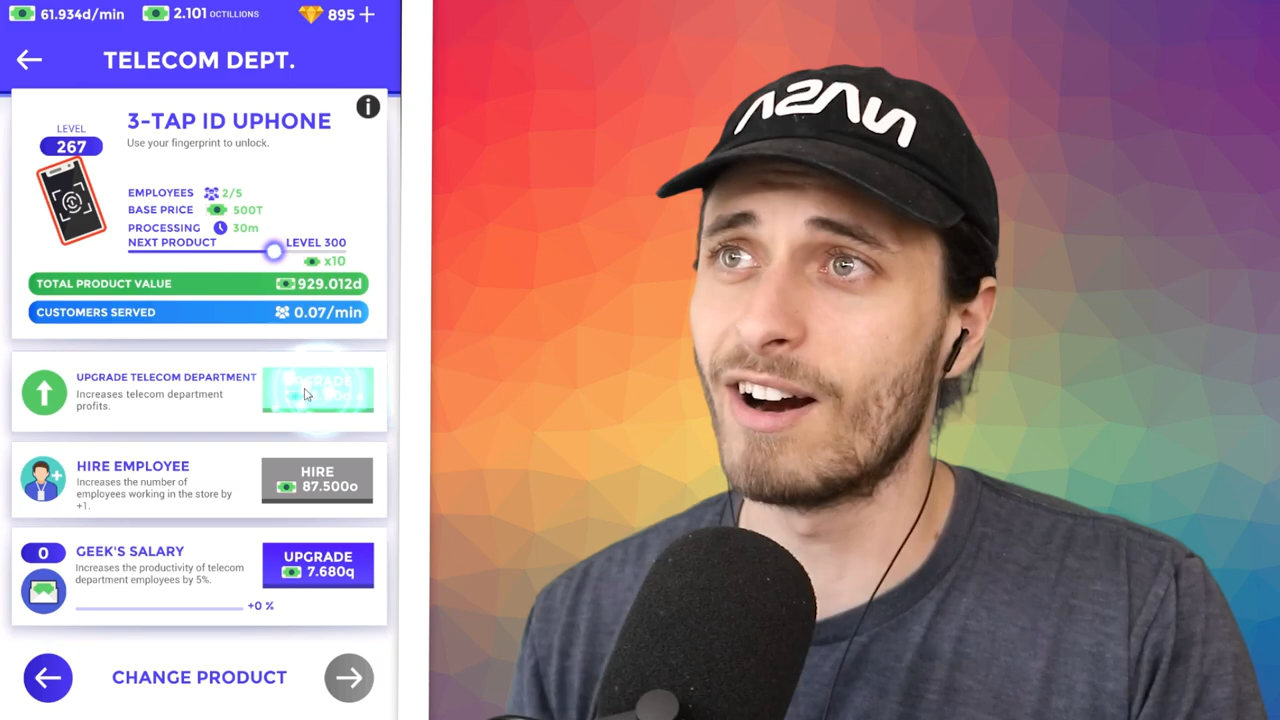 61.934d/min 2.101 OCTILLIONS 895
TELECOM DEPT.
3-TAP ID UPHONE
Use your fingerprint to unlock.
LEVEL
267
EMPLOYEES 2/5
BASE PRICE 500T
PROCESSING 30m
NEXT PRODUCT LEVEL 300
x10
TOTAL PRODUCT VALUE 929.012d
CUSTOMERS SERVED 0.07/min
UPGRADE TELECOM DEPARTMENT
Increases telecom department
profits.
HIRE EMPLOYEE
Increases the number of
employees working in the store by
+1.
HIRE
87.500o
0
GEEK'S SALARY
Increases the productivity of telecom
department employees by 5%.
+0 %
UPGRADE
7.680q
CHANGE PRODUCT
NASA